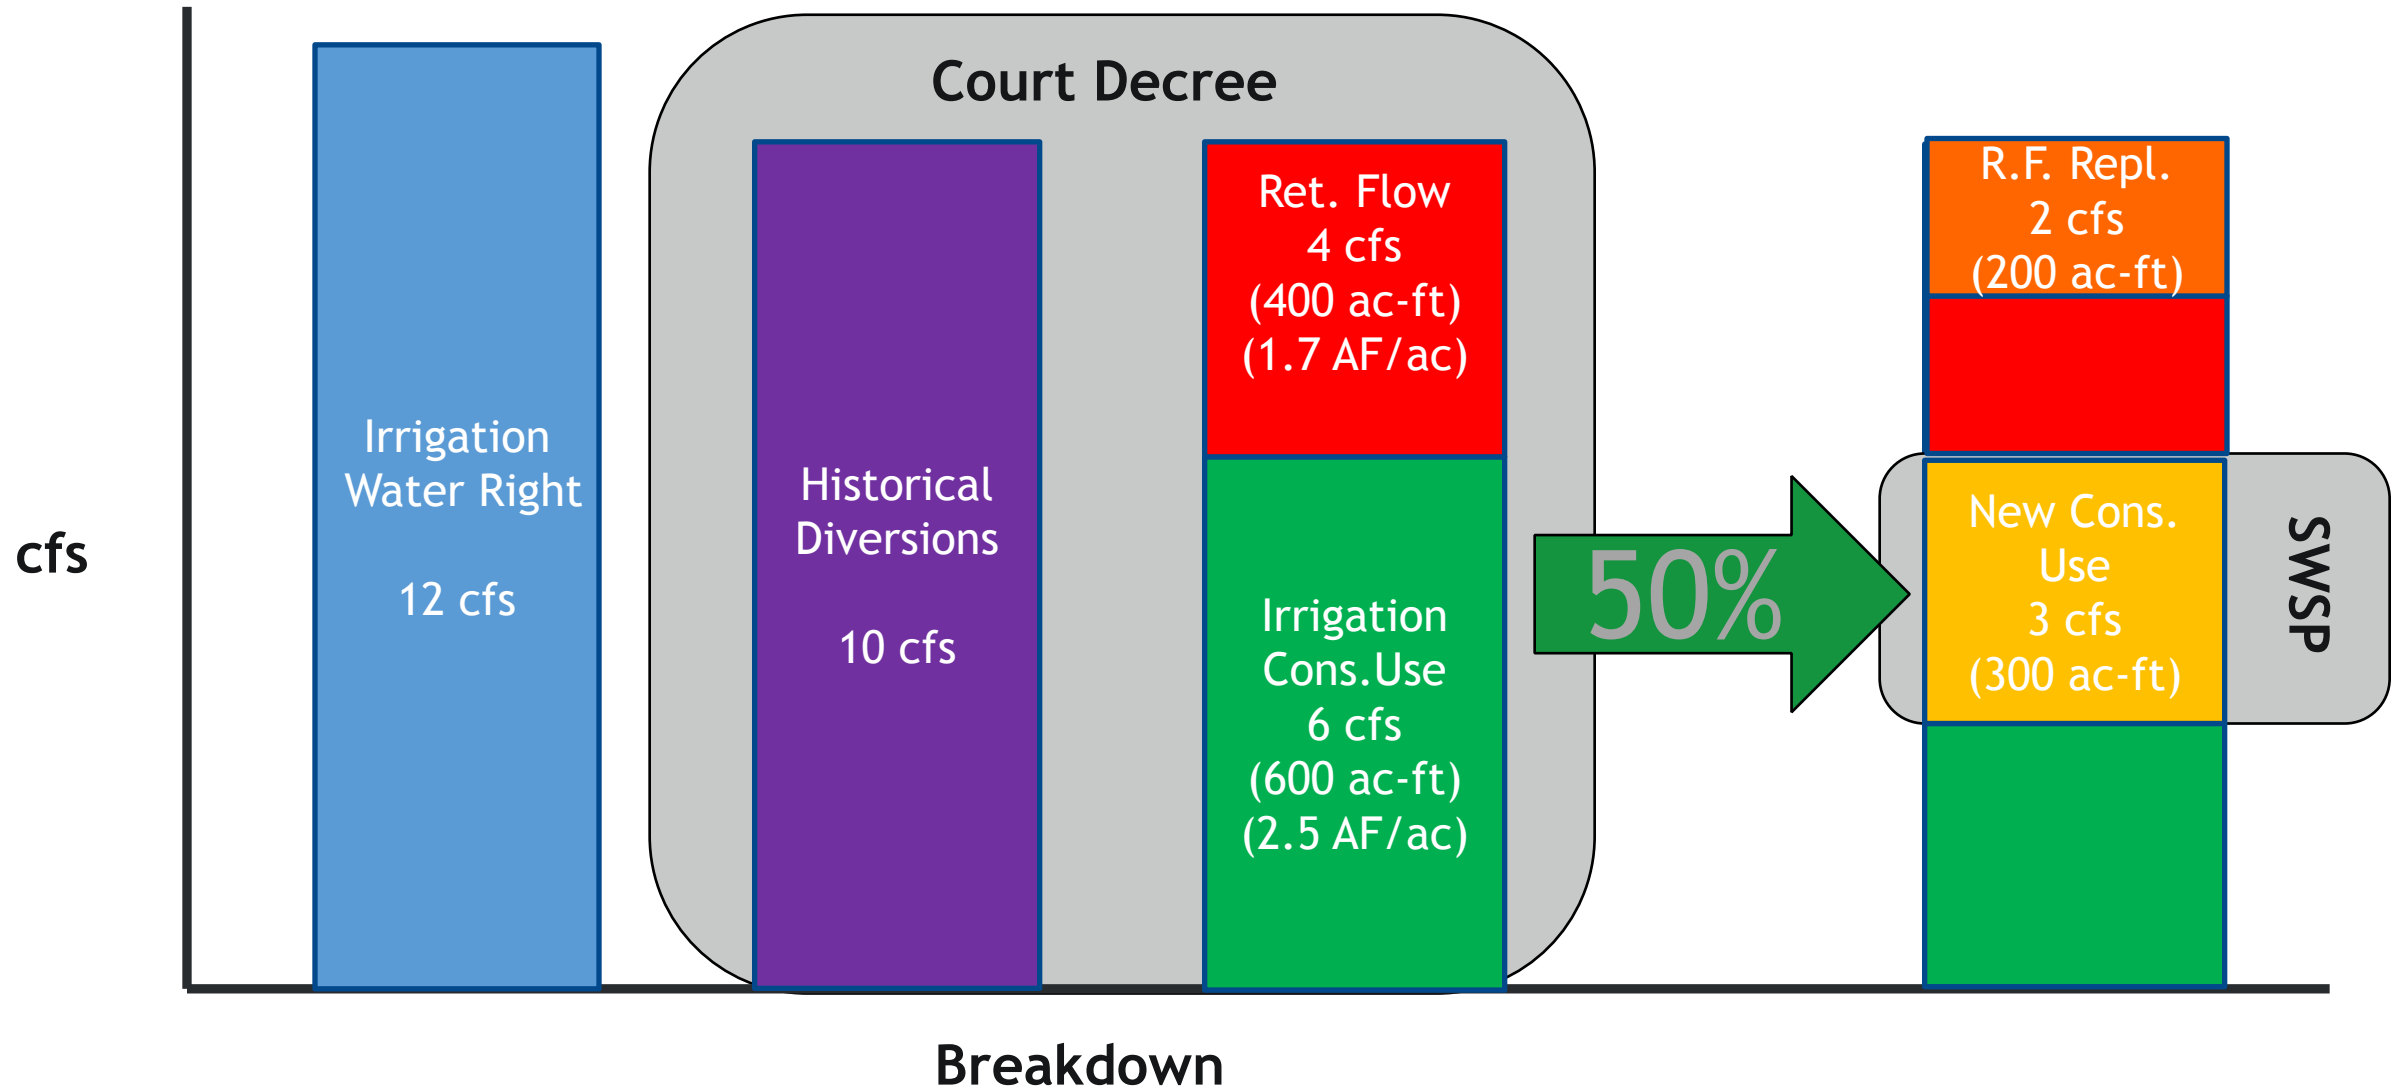 cfs
Irrigation
Water Right
12 cfs
Court Decree
Historical
Diversions
10 cfs
Ret. Flow
4 cfs
(400 ac-ft)
(1.7 AF/ac)
Irrigation
Cons.Use
6 cfs
(600 ac-ft)
(2.5 AF/ac)
50%
R.F. Repl.
2 cfs
(200 ac-ft)
New Cons.
Use
3 cfs
(300 ac-ft)
SWSP
Breakdown